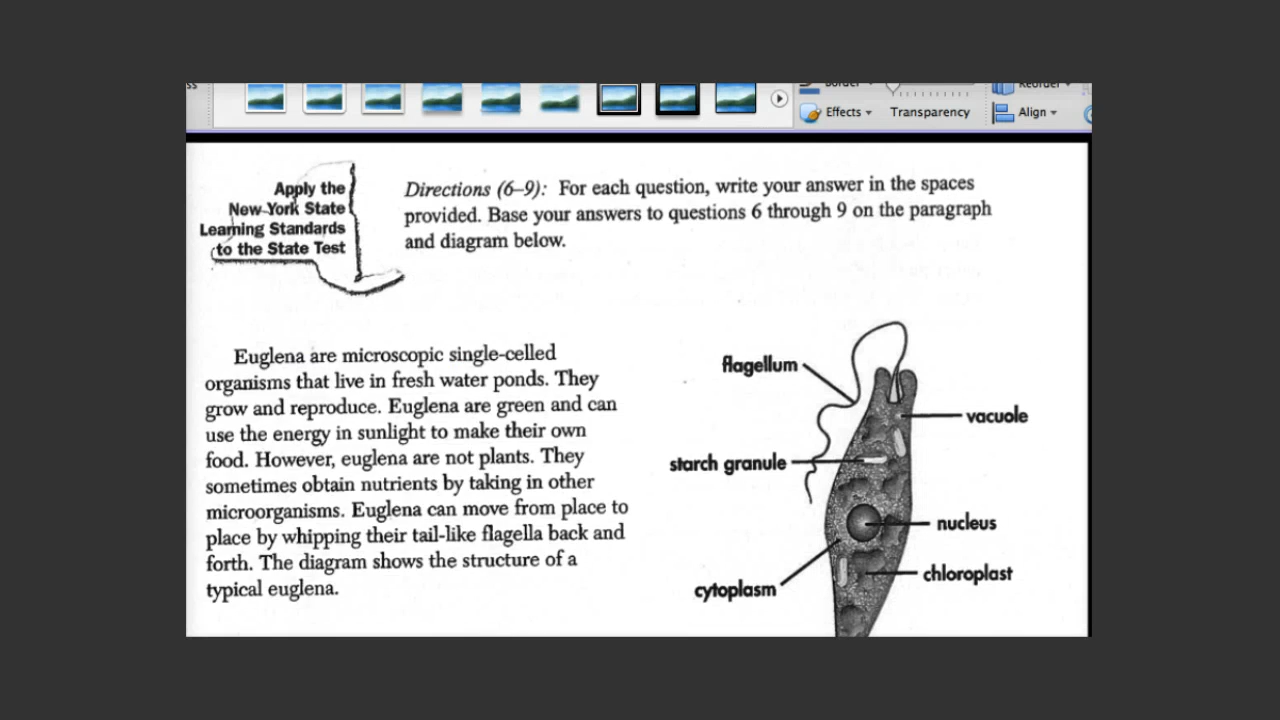 Effects
Transparency
Align
Apply the
New York State
Learning Standards
to the State Test
Directions (6–9): For each question, write your answer in the spaces
provided. Base your answers to questions 6 through 9 on the paragraph
and diagram below.
Euglena are microscopic single-celled
organisms that live in fresh water ponds. They
grow and reproduce. Euglena are green and can
use the energy in sunlight to make their own
food. However, euglena are not plants. They
sometimes obtain nutrients by taking in other
microorganisms. Euglena can move from place to
place by whipping their tail-like flagella back and
forth. The diagram shows the structure of a
typical euglena.
flagellum
vacuole
starch granule
nucleus
chloroplast
cytoplasm